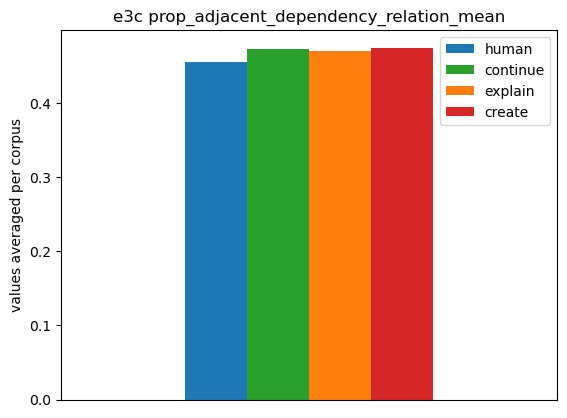 e3c prop_adjacent_dependency_relation_mean
human
continue
explain
create
values averaged per corpus
0.4
0.3
0.2
0.1
0.0